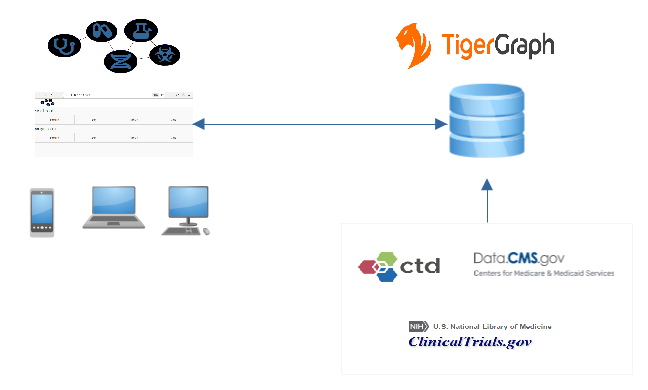 TigerGraph
ctd
Data.CMS.gov
Centers for Medicare & Medicaid Services
NIH U.S. National Library of Medicine
ClinicalTrials.gov